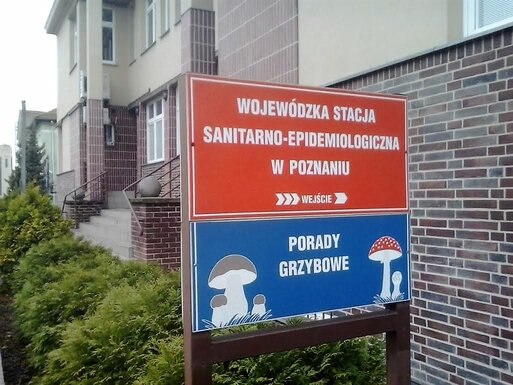 WOJEWÓDZKA STACJA
SANITARNO-EPIDEMIOLOGICZNA
W POZNANIU
WEJŚCIE
PORADY
GRZYBOWE